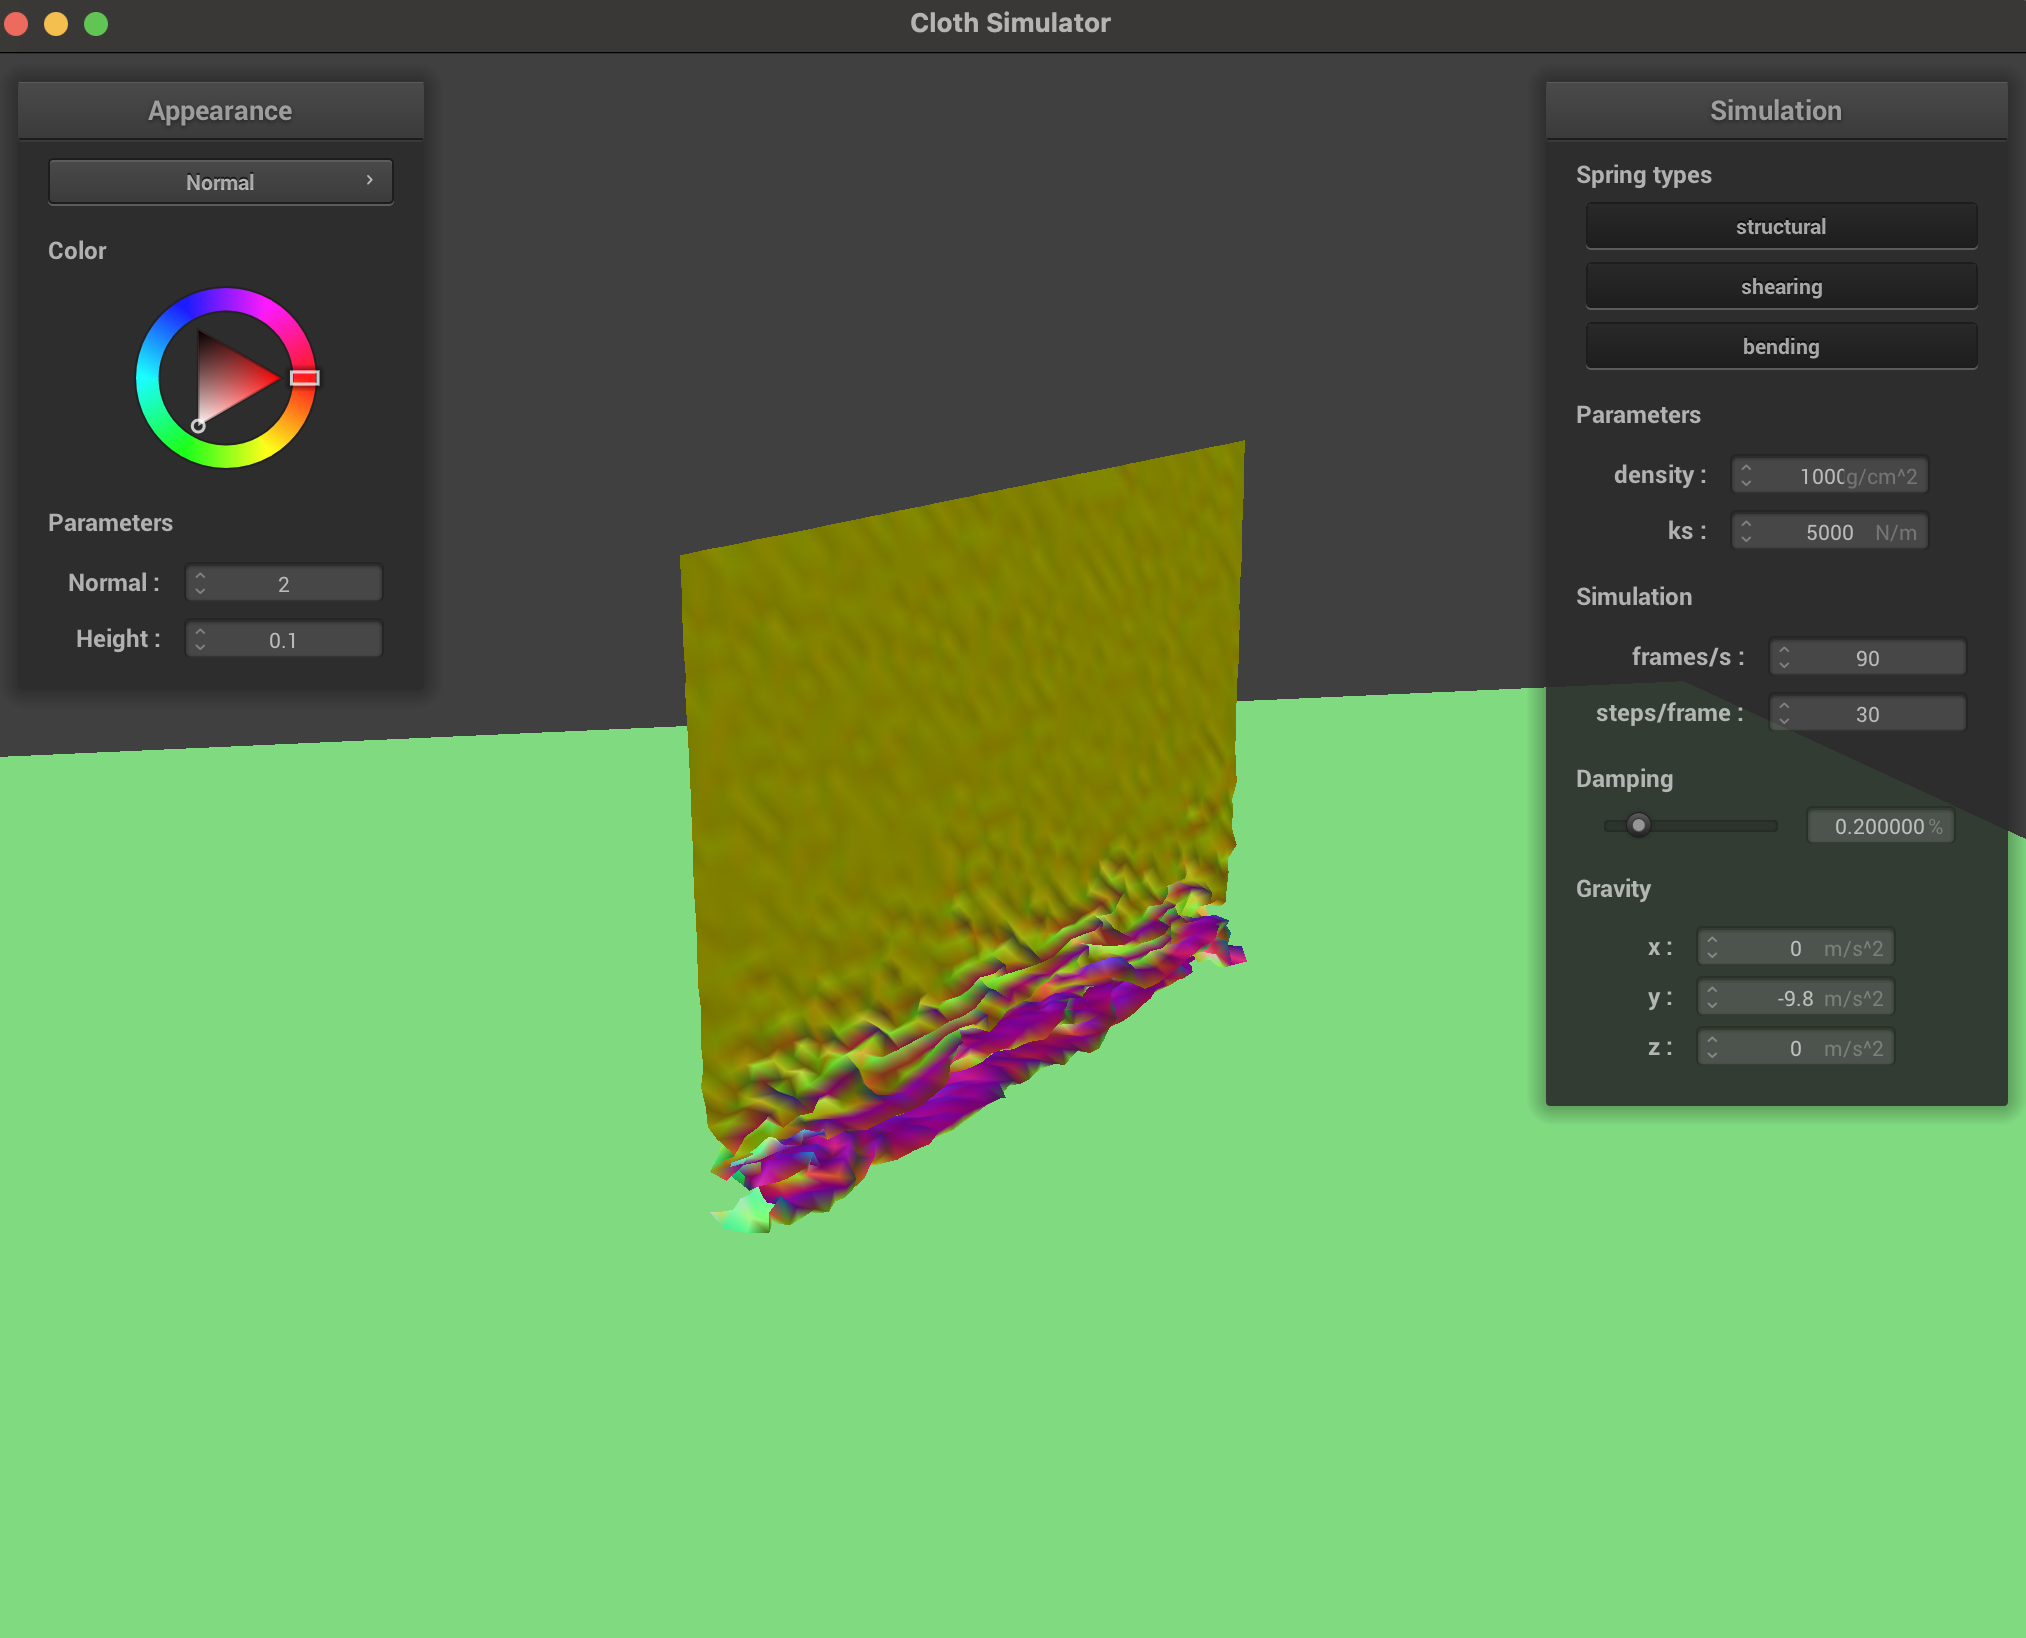 Cloth Simulator
Appearance
Normal
Color
Parameters
Normal : 2
Height : 0.1
Simulation
Spring types
structural
shearing
bending
Parameters
density : 1000 g/cm^2
ks : 5000 N/m
Simulation
frames/s : 90
steps/frame : 30
Damping
0.200000 %
Gravity
x : 0 m/s^2
y : -9.8 m/s^2
z : 0 m/s^2